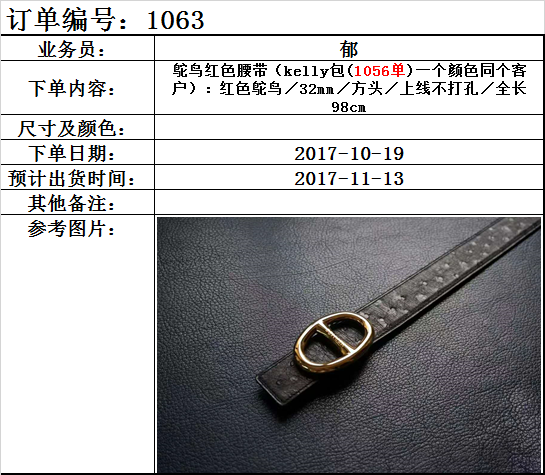 订单编号：1063
业务员：
郁
下单内容：
鸵鸟红色腰带（kelly包(1056单)一个颜色同个客
户）：红色鸵鸟／32mm／方头／上线不打孔／全长
98cm
尺寸及颜色：
下单日期：
2017-10-19
预计出货时间：
2017-11-13
其他备注：
参考图片：